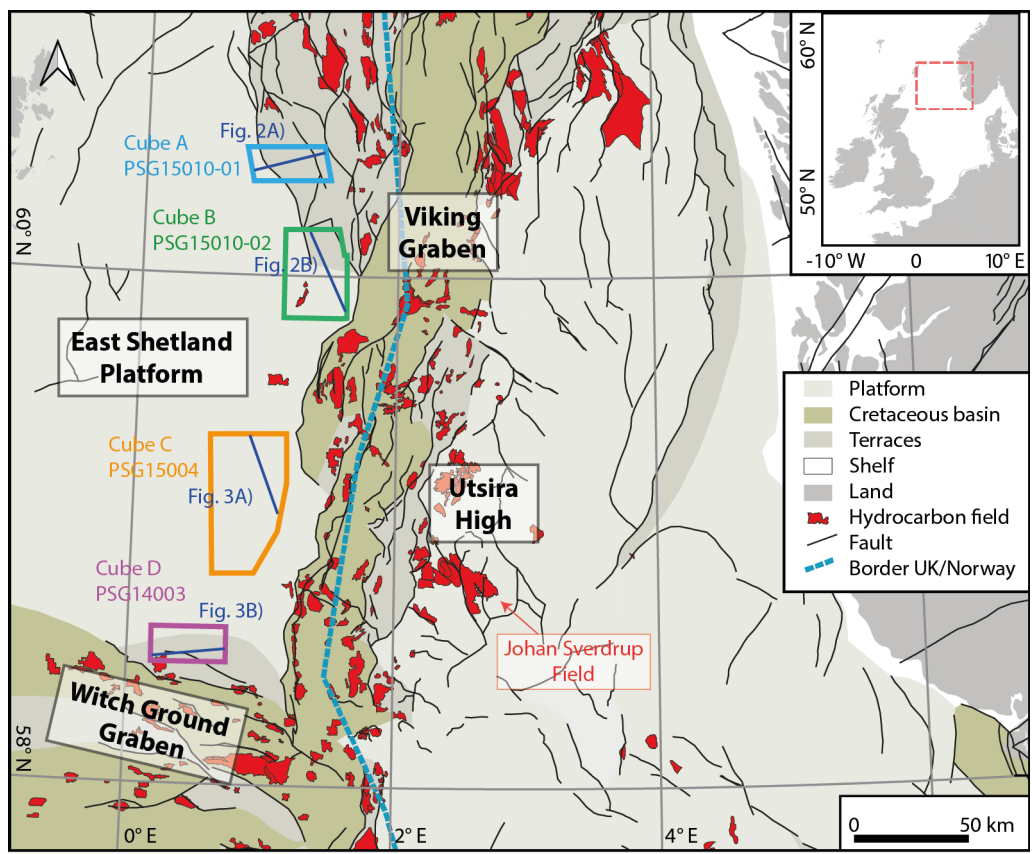 Fig. 2A)
Cube A
PSG15010-01
Cube B
PSG15010-02
Fig. 2B)
60° N
Viking
Graben
East Shetland
Platform
Cube C
PSG15004
Fig. 3A)
Utsira
High
Cube D
PSG14003
Fig. 3B)
Johan Sverdrup
Field
Witch Ground
Graben
58° N
0° E
2° E
4° E
60° N
50° N
-10° W
0
10° E
Platform
Cretaceous basin
Terraces
Shelf
Land
Hydrocarbon field
Fault
Border UK/Norway
0
50 km